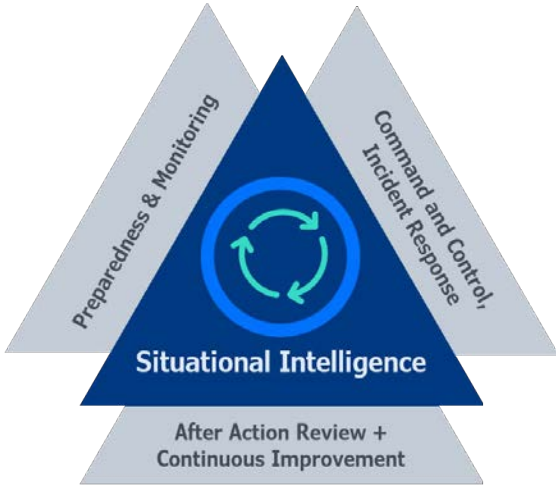 Preparedness & Monitoring
Command and Control,
Incident Response
Situational Intelligence
After Action Review +
Continuous Improvement